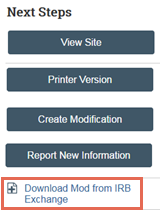 Next Steps
View Site
Printer Version
Create Modification
Report New Information
Download Mod from IRB
Exchange